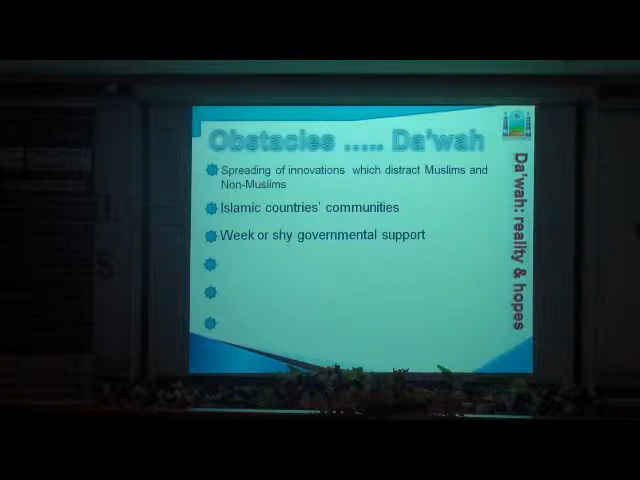 Obstacles ..... Da'wah
Spreading of innovations which distract Muslims and
Non-Muslims
Islamic countries' communities
Week or shy governmental support
Da'wah: reality & hopes